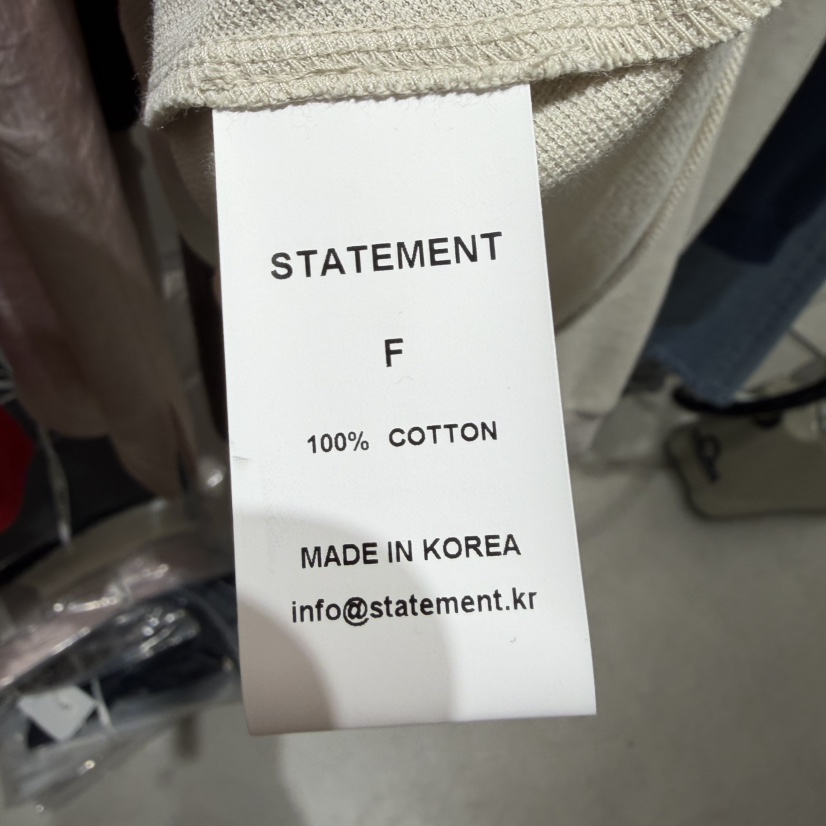 STATEMENT
F
100% COTTON
MADE IN KOREA
info@statement.kr